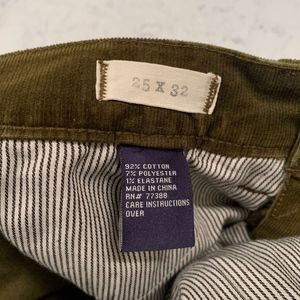 25 X 32
92% COTTON
7% POLYESTER
1% ELASTANE
MADE IN CHINA
RN# 77388
CARE INSTRUCTIONS
OVER